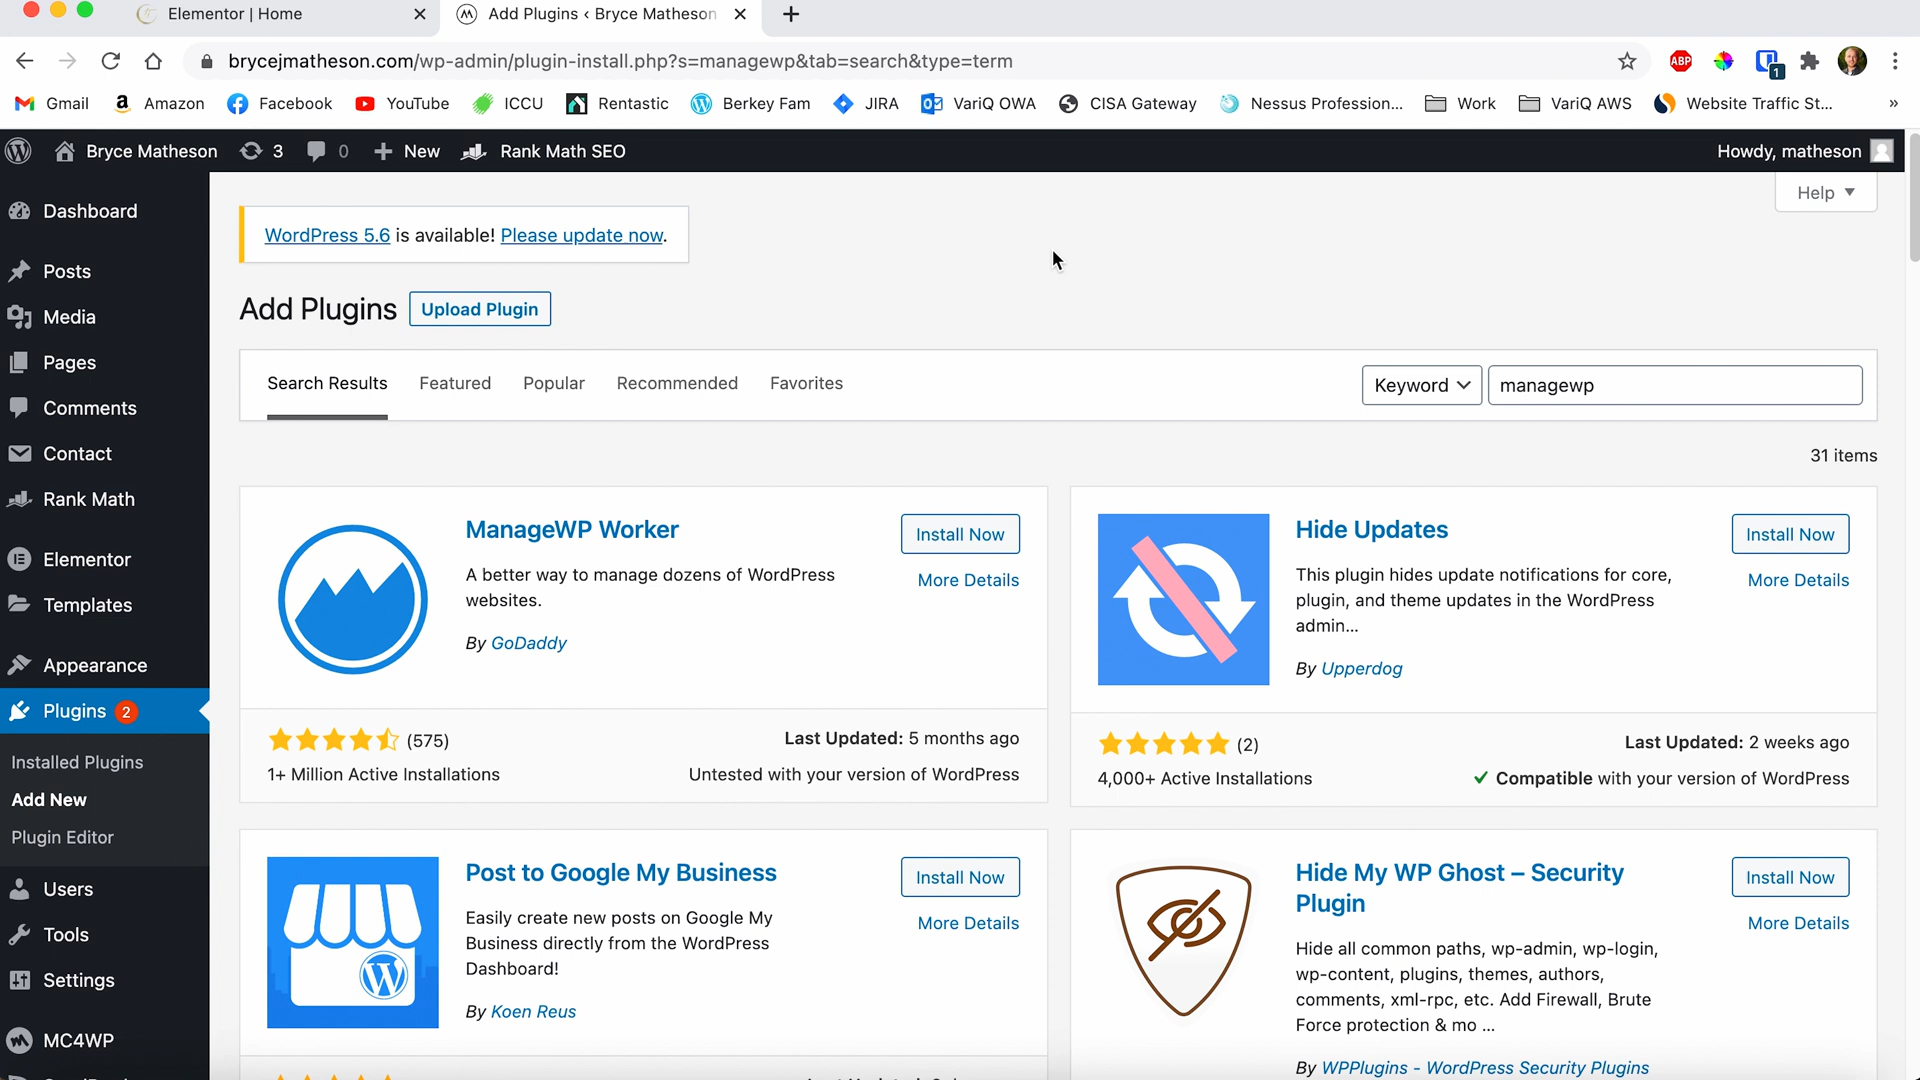 Elementor | Home
Add Plugins ‹ Bryce Matheson
brycejmatheson.com/wp-admin/plugin-install.php?s=managewp&tab=search&type=term
ABP
1
Gmail
Amazon
Facebook
YouTube
ICCU
Rentastic
Berkey Fam
JIRA
VariQ OWA
CISA Gateway
Nessus Profession...
Work
VariQ AWS
Website Traffic St...
»
Bryce Matheson
3
0
New
Rank Math SEO
Howdy, matheson
Help
Dashboard
Posts
Media
Pages
Comments
Contact
Rank Math
Elementor
Templates
Appearance
Plugins 2
Installed Plugins
Add New
Plugin Editor
Users
Tools
Settings
MC4WP
WordPress 5.6 is available! Please update now.
Add Plugins
Upload Plugin
Search Results
Featured
Popular
Recommended
Favorites
Keyword
managewp
31 items
ManageWP Worker
Install Now
More Details
A better way to manage dozens of WordPress
websites.
By GoDaddy
(575)
1+ Million Active Installations
Last Updated: 5 months ago
Untested with your version of WordPress
Hide Updates
Install Now
More Details
This plugin hides update notifications for core,
plugin, and theme updates in the WordPress
admin...
By Upperdog
(2)
4,000+ Active Installations
Last Updated: 2 weeks ago
Compatible with your version of WordPress
Post to Google My Business
Install Now
More Details
Easily create new posts on Google My
Business directly from the WordPress
Dashboard!
By Koen Reus
Hide My WP Ghost – Security
Plugin
Install Now
More Details
Hide all common paths, wp-admin, wp-login,
wp-content, plugins, themes, authors,
comments, xml-rpc, etc. Add Firewall, Brute
Force protection & mo ...
By WPPlugins - WordPress Security Plugins